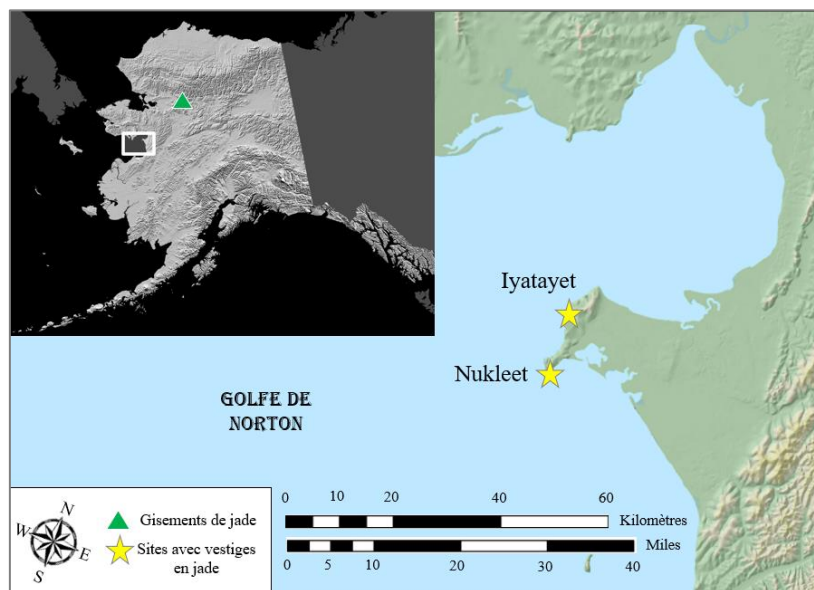 Iyatayet
Nukleet
GOLFE DE
NORTON
N
W
E
S
Gisements de jade
Sites avec vestiges
en jade
0 10 20 40 60
Kilomètres
Miles
0 5 10 20 30 40